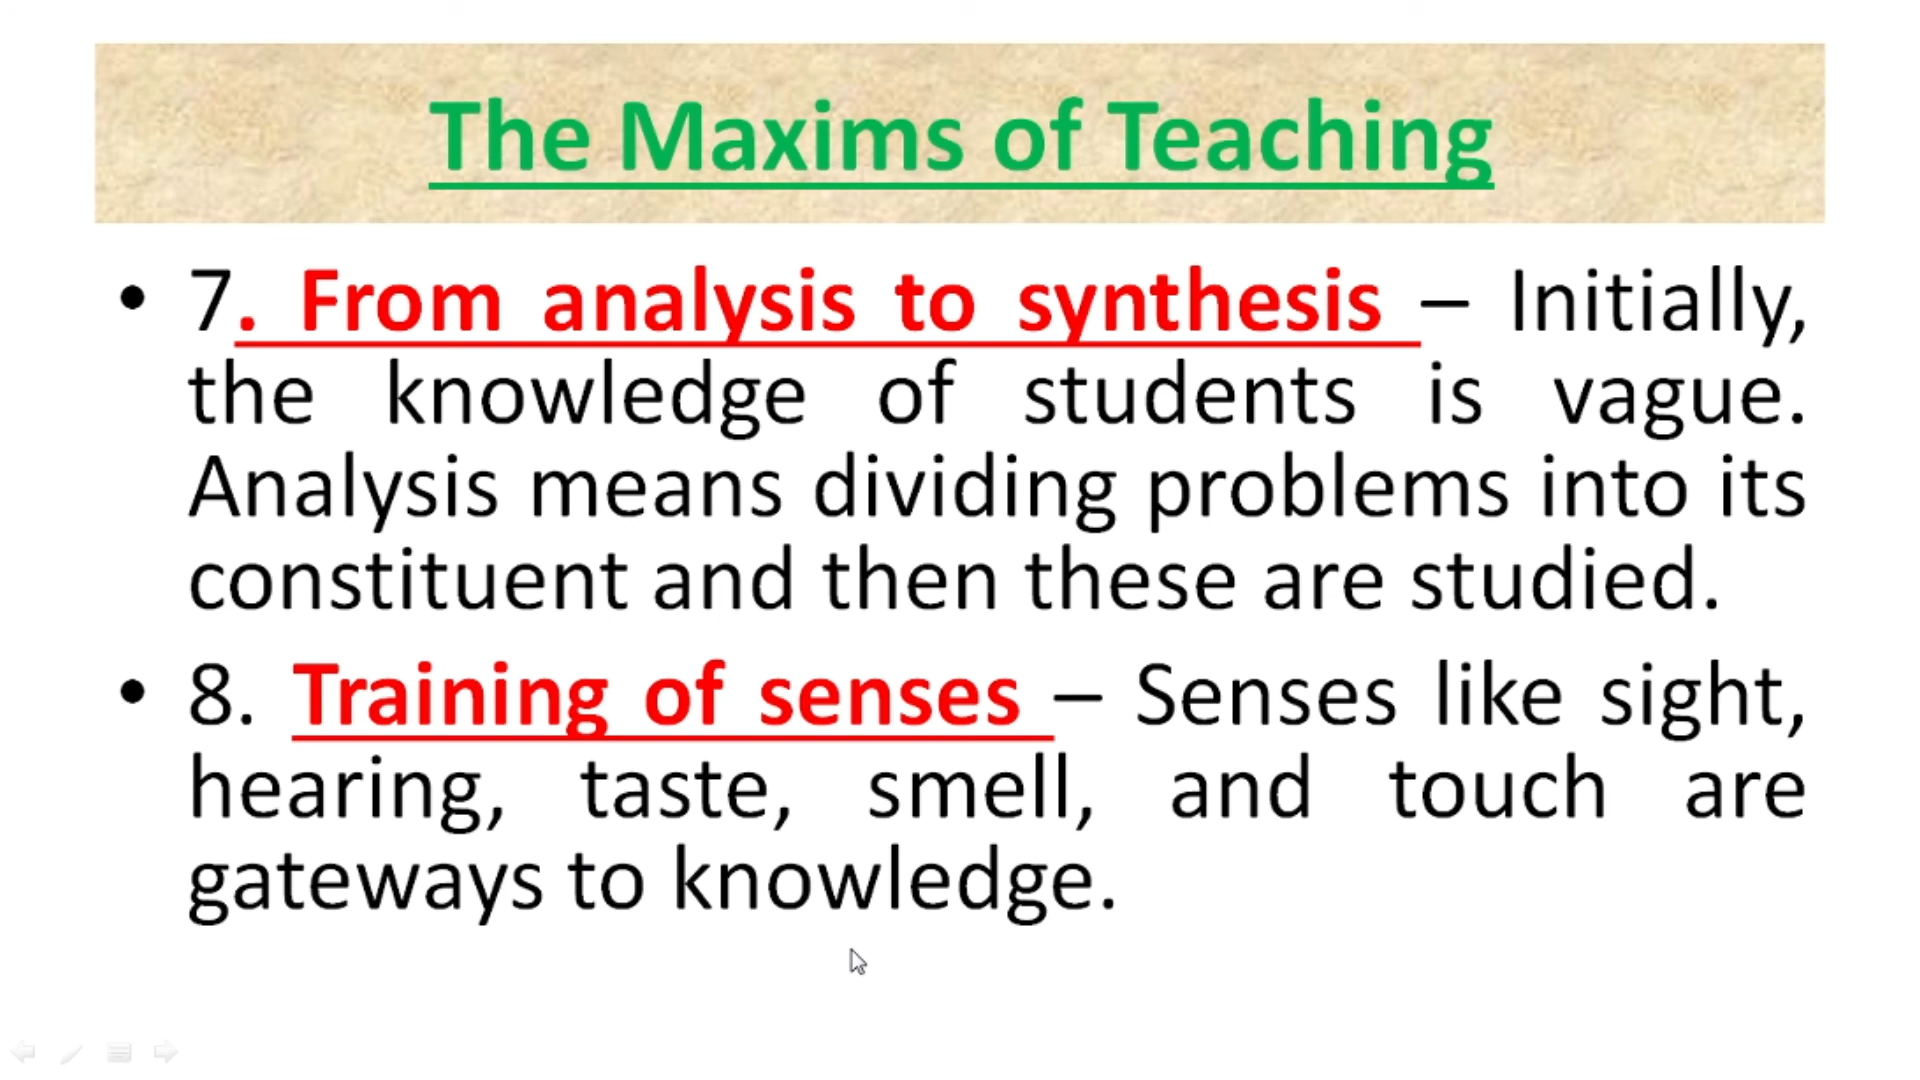 The Maxims of Teaching
• 7. From analysis to synthesis – Initially,
the knowledge of students is vague.
Analysis means dividing problems into its
constituent and then these are studied.
• 8. Training of senses – Senses like sight,
hearing, taste, smell, and touch are
gateways to knowledge.